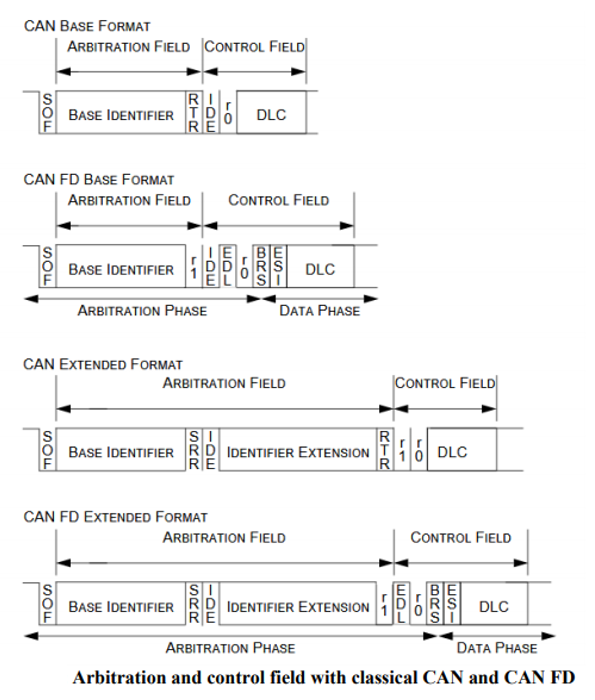 CAN BASE FORMAT
ARBITRATION FIELD CONTROL FIELD
SOF BASE IDENTIFIER RTR IDE r0 DLC
CAN FD BASE FORMAT
ARBITRATION FIELD CONTROL FIELD
SOF BASE IDENTIFIER r1 IDE EDL r0 BRS ESI DLC
ARBITRATION PHASE DATA PHASE
CAN EXTENDED FORMAT
ARBITRATION FIELD CONTROL FIELD
SOF BASE IDENTIFIER SRR IDE IDENTIFIER EXTENSION RTR r1 r0 DLC
CAN FD EXTENDED FORMAT
ARBITRATION FIELD CONTROL FIELD
SOF BASE IDENTIFIER SRR IDE IDENTIFIER EXTENSION r1 EDL r0 BRS ESI DLC
ARBITRATION PHASE DATA PHASE
Arbitration and control field with classical CAN and CAN FD